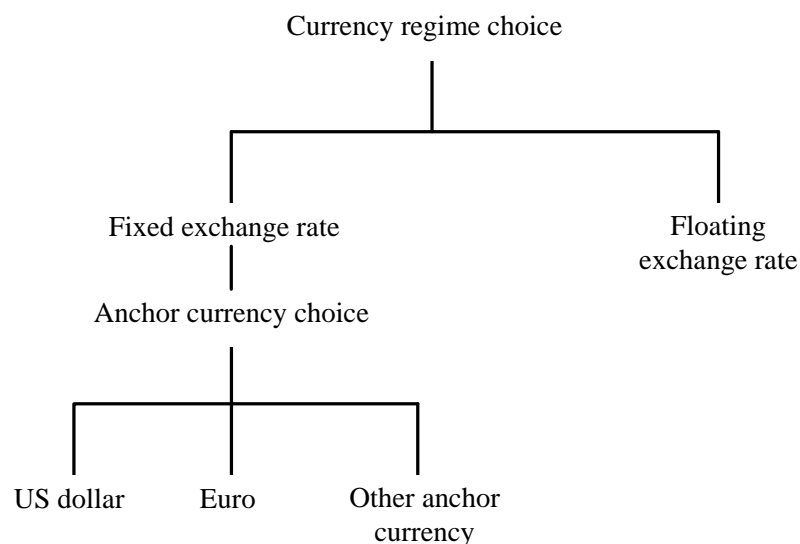 Currency regime choice
Fixed exchange rate
Floating
exchange rate
Anchor currency choice
US dollar
Euro
Other anchor
currency